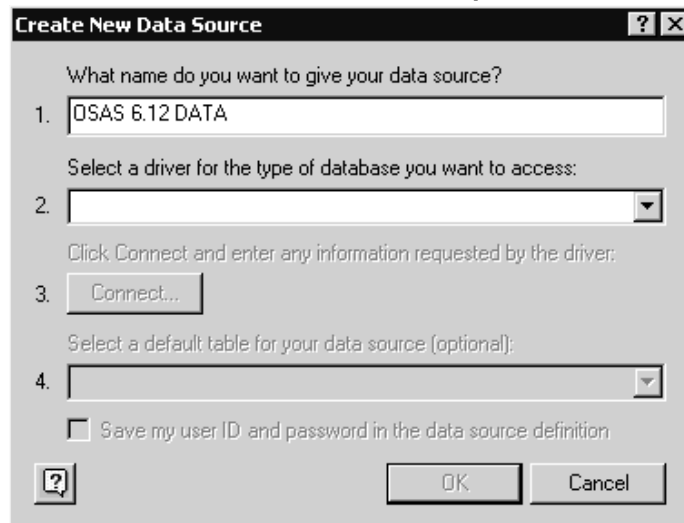 Create New Data Source
What name do you want to give your data source?
1. OSAS 6.12 DATA
Select a driver for the type of database you want to access:
2.
Click Connect and enter any information requested by the driver:
3. Connect...
Select a default table for your data source (optional):
4.
Save my user ID and password in the data source definition
OK Cancel